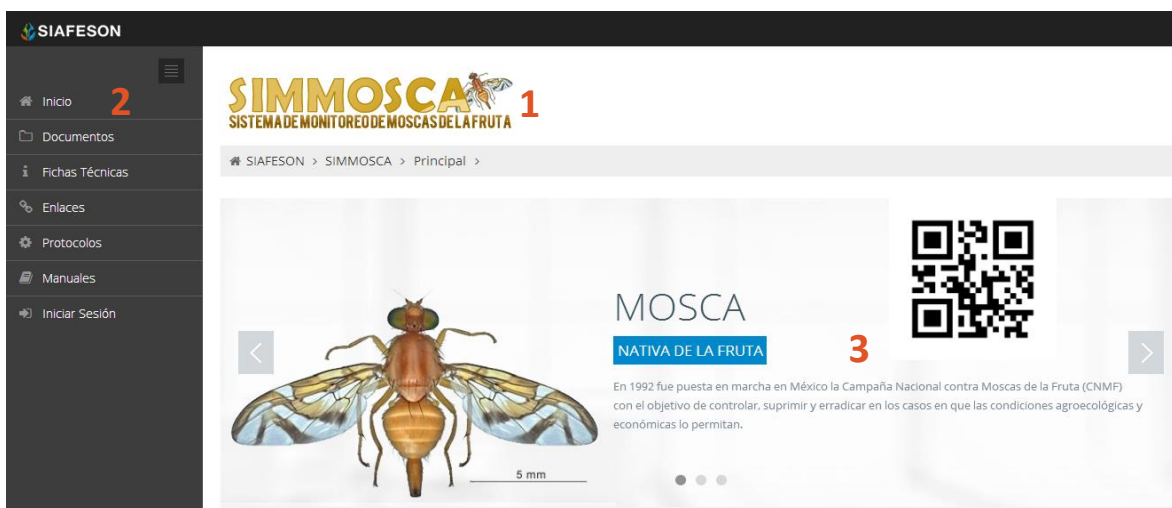 SIAFESON
Inicio
2
Documentos
Fichas Técnicas
Enlaces
Protocolos
Manuales
Iniciar Sesión
SIMMOSCA
1
SISTEMA DE MONITOREO DE MOSCAS DE LA FRUTA
SIAFESON > SIMMOSCA > Principal >
MOSCA
NATIVA DE LA FRUTA
3
En 1992 fue puesta en marcha en México la Campaña Nacional contra Moscas de la Fruta (CNMF)
con el objetivo de controlar, suprimir y erradicar en los casos en que las condiciones agroecológicas y
económicas lo permitan.
5 mm